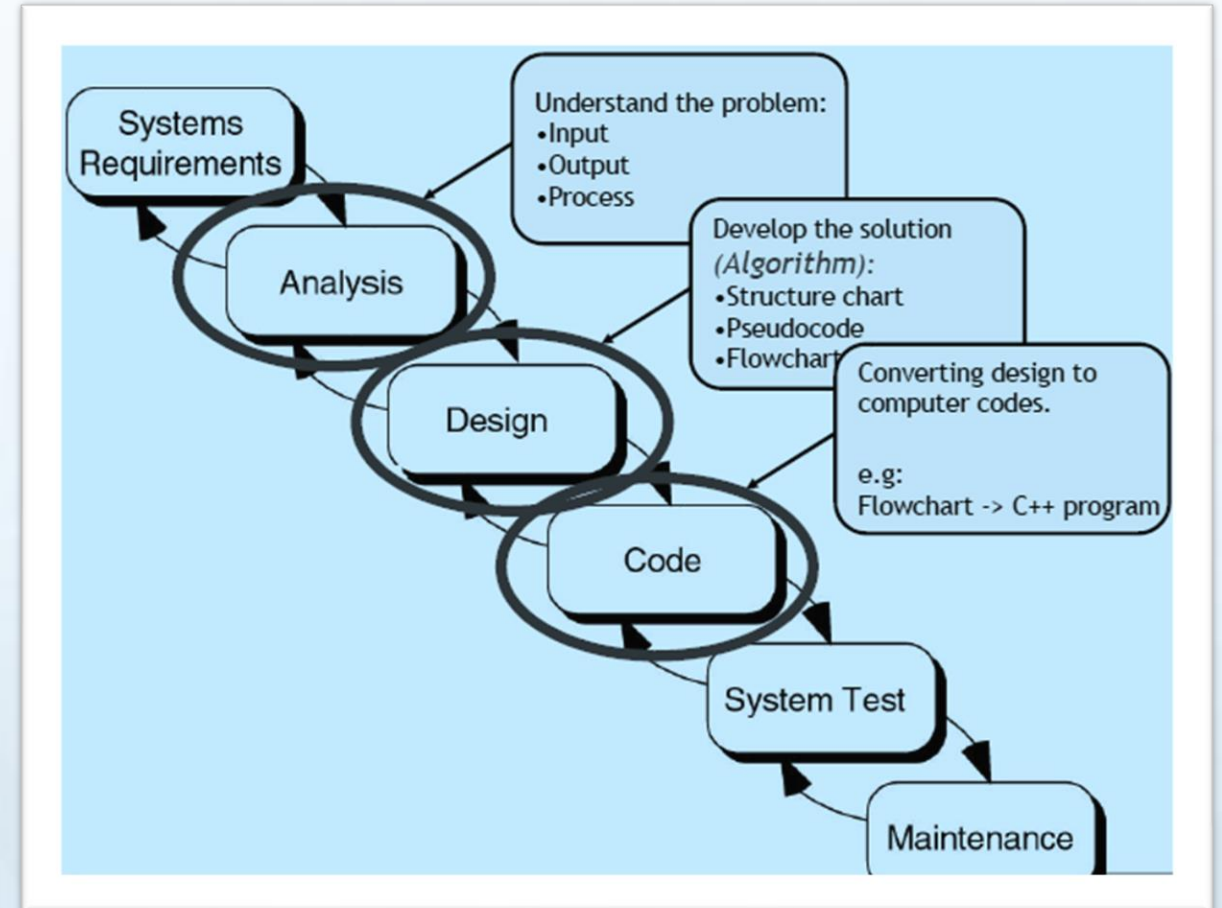 Systems
Requirements
Understand the problem:
•Input
•Output
•Process
Analysis
Develop the solution
(Algorithm):
•Structure chart
•Pseudocode
•Flowchart
Design
Converting design to
computer codes.
e.g:
Flowchart -> C++ program
Code
System Test
Maintenance